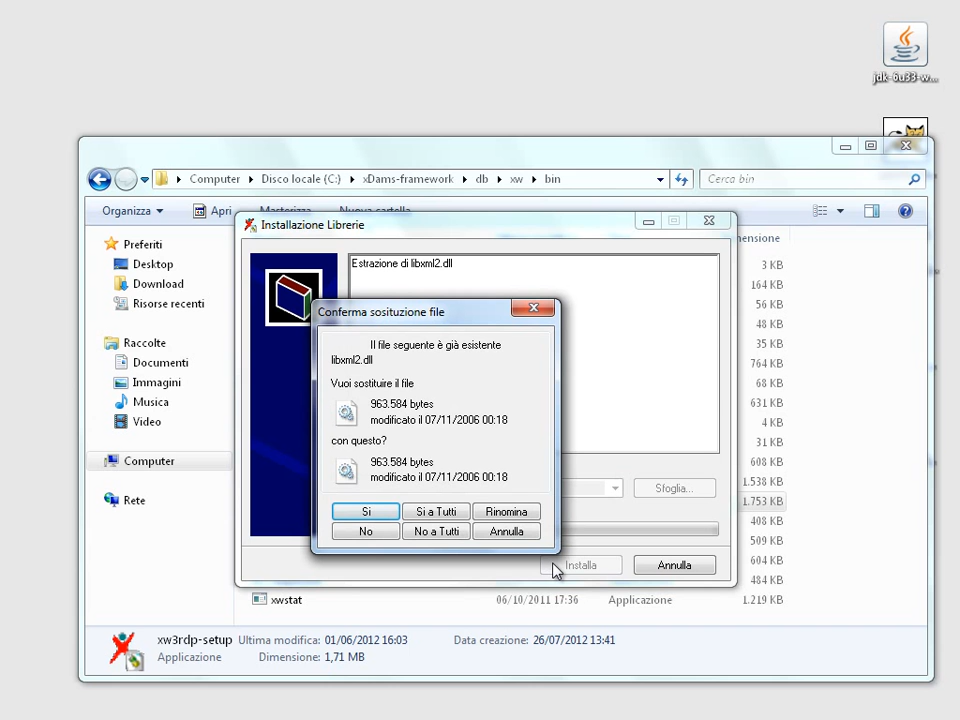 jdk-6u33-w...
Computer ▸ Disco locale (C:) ▸ xDams-framework ▸ db ▸ xw ▸ bin
Cerca bin
Organizza
Apri
Masterizza
Nuova cartella
Preferiti
Desktop
Download
Risorse recenti
Raccolte
Documenti
Immagini
Musica
Video
Computer
Rete
mensione
3 KB
164 KB
56 KB
48 KB
35 KB
764 KB
68 KB
631 KB
4 KB
31 KB
608 KB
1.538 KB
1.753 KB
408 KB
509 KB
604 KB
484 KB
xwstat 06/10/2011 17:36 Applicazione 1.219 KB
Installazione Librerie
Estrazione di libxml2.dll
Sfoglia...
Installa
Annulla
Conferma sosituzione file
Il file seguente è già esistente
libxml2.dll
Vuoi sostituire il file
963.584 bytes
modificato il 07/11/2006 00:18
con questo?
963.584 bytes
modificato il 07/11/2006 00:18
Si
Si a Tutti
Rinomina
No
No a Tutti
Annulla
xw3rdp-setup Ultima modifica: 01/06/2012 16:03 Data creazione: 26/07/2012 13:41
Applicazione Dimensione: 1,71 MB